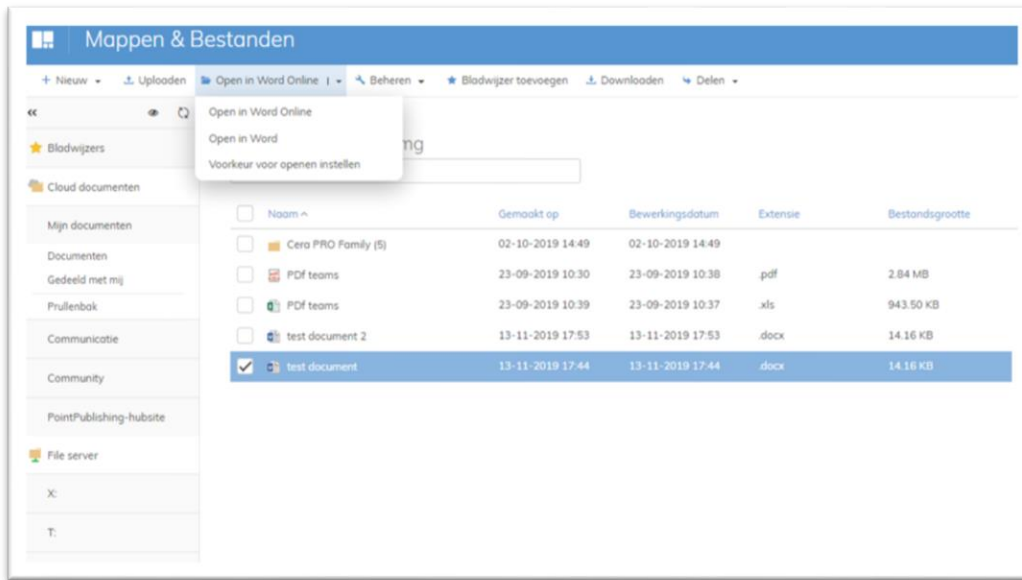 Mappen & Bestanden
+ Nieuw Uploaden Open in Word Online Beheren Bladwijzer toevoegen Downloaden Delen
Open in Word Online
Open in Word
Voorkeur voor openen instellen
Bladwijzers
Cloud documenten
Mijn documenten
Documenten
Gedeeld met mij
Prullenbak
Communicatie
Community
PointPublishing-hubsite
File server
X:
T:
Naam Gemaakt op Bewerkingsdatum Extensie Bestandsgrootte
Cera PRO Family (5) 02-10-2019 14:49 02-10-2019 14:49
PDf teams 23-09-2019 10:30 23-09-2019 10:38 .pdf 2.84 MB
PDf teams 23-09-2019 10:39 23-09-2019 10:37 .xls 943.50 KB
test document 2 13-11-2019 17:53 13-11-2019 17:53 .docx 14.16 KB
test document 13-11-2019 17:44 13-11-2019 17:44 .docx 14.16 KB